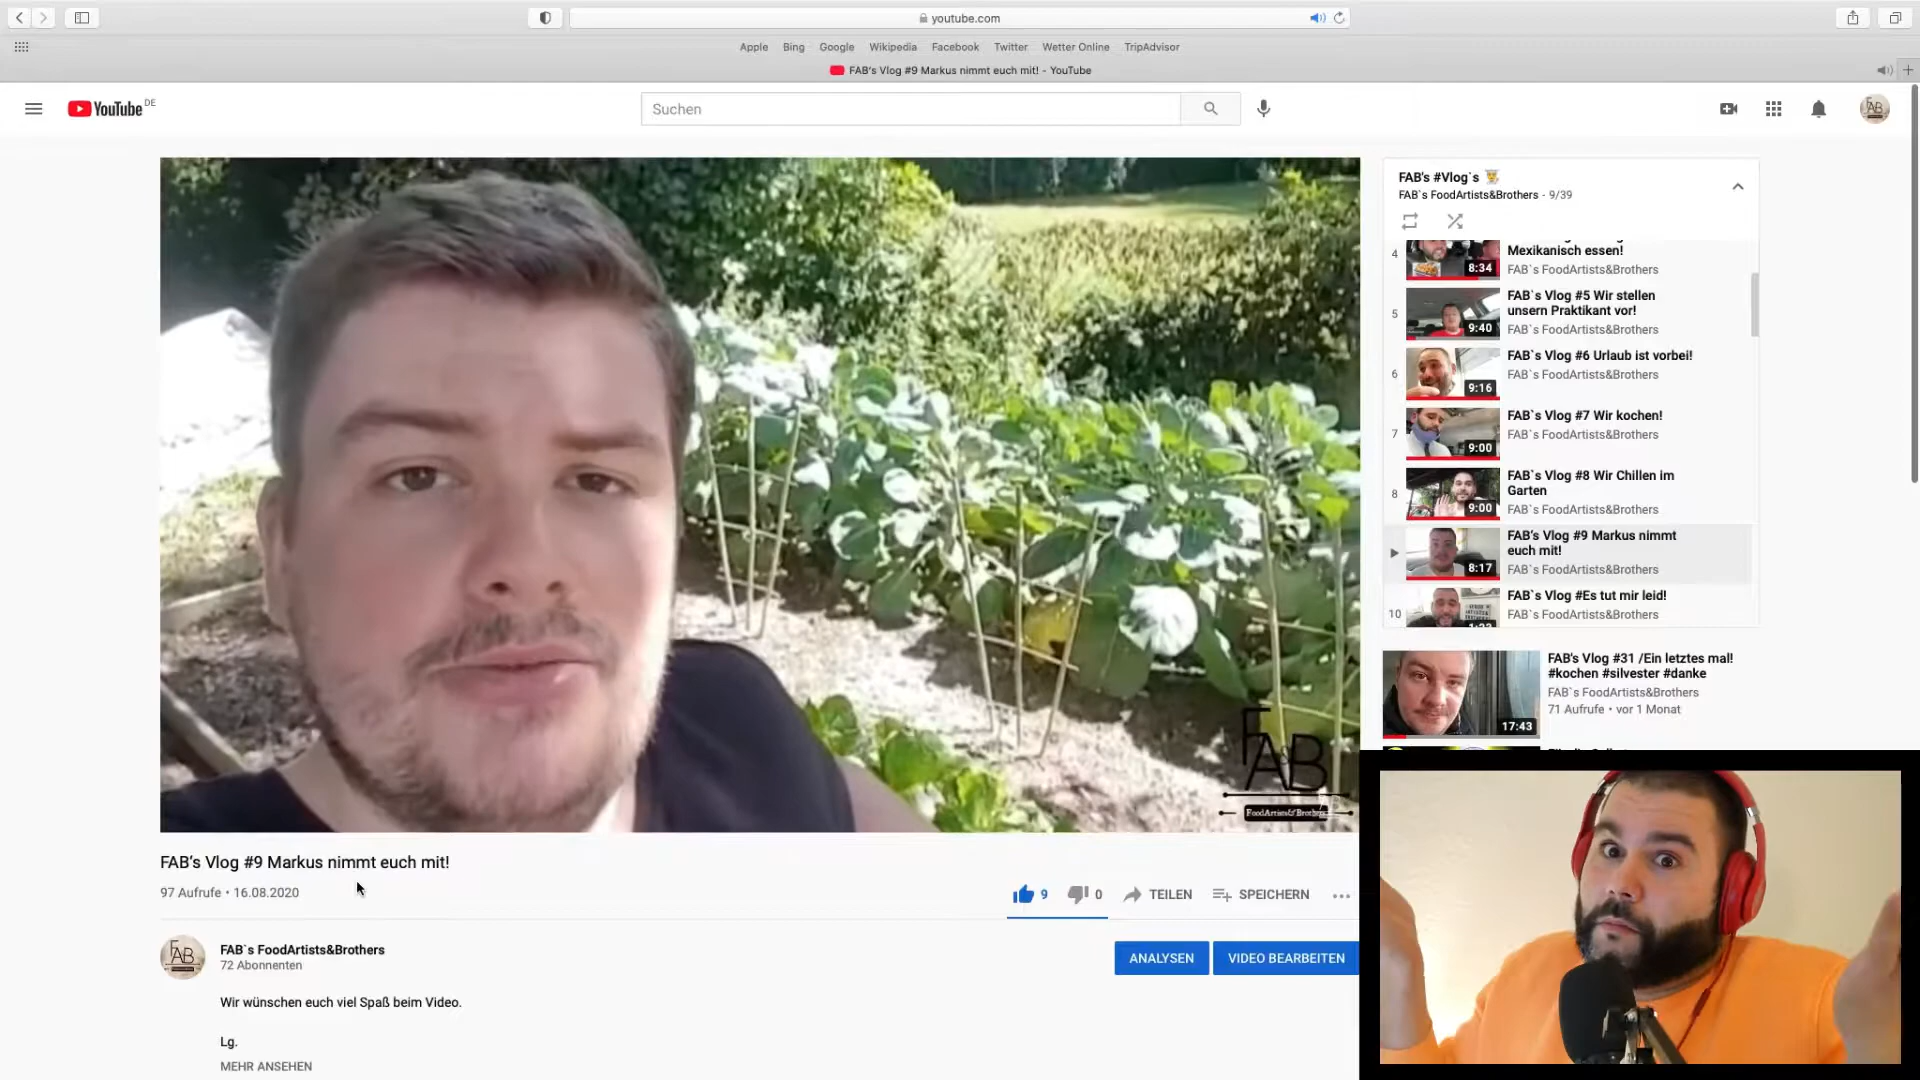 youtube.com
Apple Bing Google Wikipedia Facebook Twitter Wetter Online TripAdvisor
FAB's Vlog #9 Markus nimmt euch mit! - YouTube
YouTube DE
Suchen
FAB
FoodArtists&Brothers
FAB's Vlog #9 Markus nimmt euch mit!
97 Aufrufe • 16.08.2020
9 0 TEILEN SPEICHERN
FAB`s FoodArtists&Brothers
72 Abonnenten
ANALYSEN VIDEO BEARBEITEN
Wir wünschen euch viel Spaß beim Video.
Lg.
MEHR ANSEHEN
FAB's #Vlog`s
FAB`s FoodArtists&Brothers - 9/39
4
8:34
Mexikanisch essen!
FAB`s FoodArtists&Brothers
5
9:40
FAB`s Vlog #5 Wir stellen
unsern Praktikant vor!
FAB`s FoodArtists&Brothers
6
9:16
FAB`s Vlog #6 Urlaub ist vorbei!
FAB`s FoodArtists&Brothers
7
9:00
FAB`s Vlog #7 Wir kochen!
FAB`s FoodArtists&Brothers
8
9:00
FAB`s Vlog #8 Wir Chillen im
Garten
FAB`s FoodArtists&Brothers
8:17
FAB's Vlog #9 Markus nimmt
euch mit!
FAB`s FoodArtists&Brothers
10
FAB`s Vlog #Es tut mir leid!
FAB`s FoodArtists&Brothers
17:43
FAB's Vlog #31 /Ein letztes mal!
#kochen #silvester #danke
FAB`s FoodArtists&Brothers
71 Aufrufe • vor 1 Monat